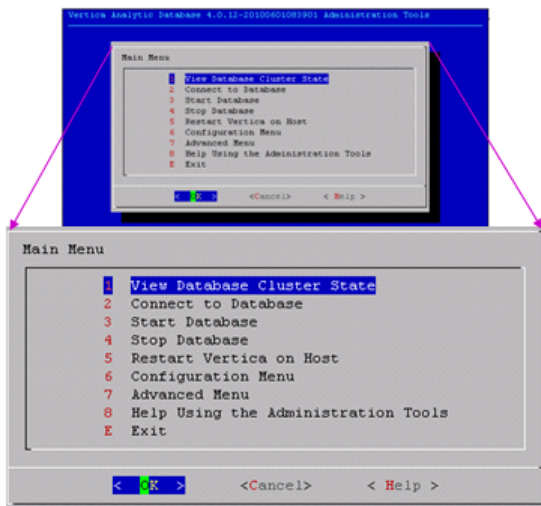 Vertica Analytic Database 4.0.12-20100601083901 Administration Tools
Main Menu
1 View Database Cluster State
2 Connect to Database
3 Start Database
4 Stop Database
5 Restart Vertica on Host
6 Configuration Menu
7 Advanced Menu
8 Help Using the Administration Tools
E Exit
< OK > <Cancel> < Help >
Main Menu
1 View Database Cluster State
2 Connect to Database
3 Start Database
4 Stop Database
5 Restart Vertica on Host
6 Configuration Menu
7 Advanced Menu
8 Help Using the Administration Tools
E Exit
< OK > <Cancel> < Help >